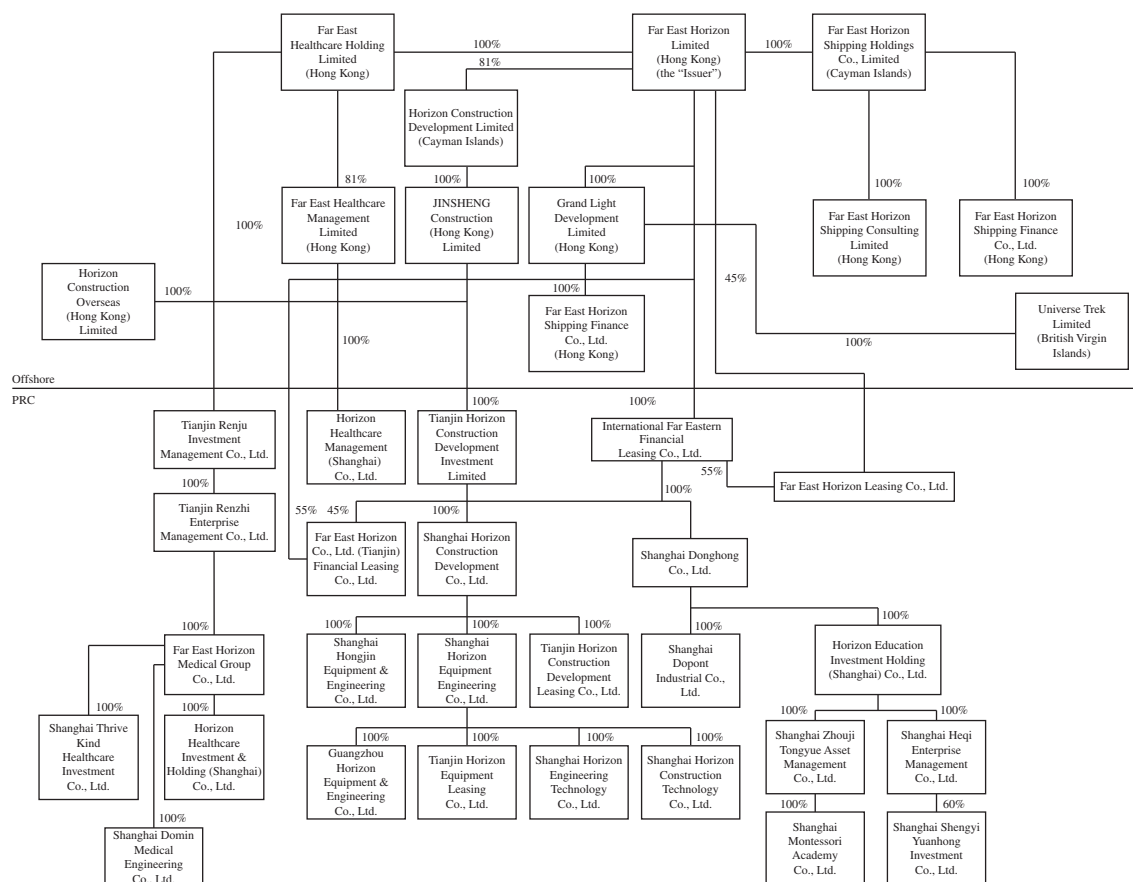 Far East
Healthcare Holding
Limited
(Hong Kong)
100%
Far East Horizon
Limited
(Hong Kong)
(the “Issuer”)
100%
Far East Horizon
Shipping Holdings
Co., Limited
(Cayman Islands)
81%
Horizon Construction
Development Limited
(Cayman Islands)
81%
100%
100%
100%
100%
100%
Far East Healthcare
Management
Limited
(Hong Kong)
JINSHENG
Construction
(Hong Kong)
Limited
Grand Light
Development
Limited
(Hong Kong)
Far East Horizon
Shipping Consulting
Limited
(Hong Kong)
Far East Horizon
Shipping Finance
Co., Ltd.
(Hong Kong)
Horizon
Construction
Overseas
(Hong Kong)
Limited
100%
100%
45%
Far East Horizon
Shipping Finance
Co., Ltd.
(Hong Kong)
Universe Trek
Limited
(British Virgin
Islands)
100%
100%
Offshore
PRC
100%
100%
Tianjin Renju
Investment
Management Co., Ltd.
Horizon
Healthcare
Management
(Shanghai)
Co., Ltd.
Tianjin Horizon
Construction
Development
Investment
Limited
International Far Eastern
Financial
Leasing Co., Ltd.
55%
Far East Horizon Leasing Co., Ltd.
100%
100%
Tianjin Renzhi
Enterprise
Management Co., Ltd.
55%
45%
100%
Far East Horizon
Co., Ltd. (Tianjin)
Financial Leasing
Co., Ltd.
Shanghai Horizon
Construction
Development
Co., Ltd.
Shanghai Donghong
Co., Ltd.
100%
100%
100%
100%
100%
100%
Far East Horizon
Medical Group
Co., Ltd.
Shanghai
Hongjin
Equipment &
Engineering
Co., Ltd.
Shanghai
Horizon
Equipment
Engineering
Co., Ltd.
Tianjin Horizon
Construction
Development
Leasing Co., Ltd.
Shanghai
Dopont
Industrial Co.,
Ltd.
Horizon Education
Investment Holding
(Shanghai) Co., Ltd.
100%
100%
100%
100%
Shanghai Thrive
Kind
Healthcare
Investment
Co., Ltd.
Horizon
Healthcare
Investment &
Holding (Shanghai)
Co., Ltd.
100%
100%
100%
100%
Guangzhou
Horizon
Equipment &
Engineering
Co., Ltd.
Tianjin Horizon
Equipment
Leasing
Co., Ltd.
Shanghai Horizon
Engineering
Technology
Co., Ltd.
Shanghai Horizon
Construction
Technology
Co., Ltd.
Shanghai Zhouji
Tongyue Asset
Management
Co., Ltd.
Shanghai Heqi
Enterprise
Management
Co., Ltd.
100%
100%
60%
Shanghai Domin
Medical
Engineering
Co., Ltd.
Shanghai
Montessori
Academy
Co., Ltd.
Shanghai Shengyi
Yuanhong
Investment
Co., Ltd.